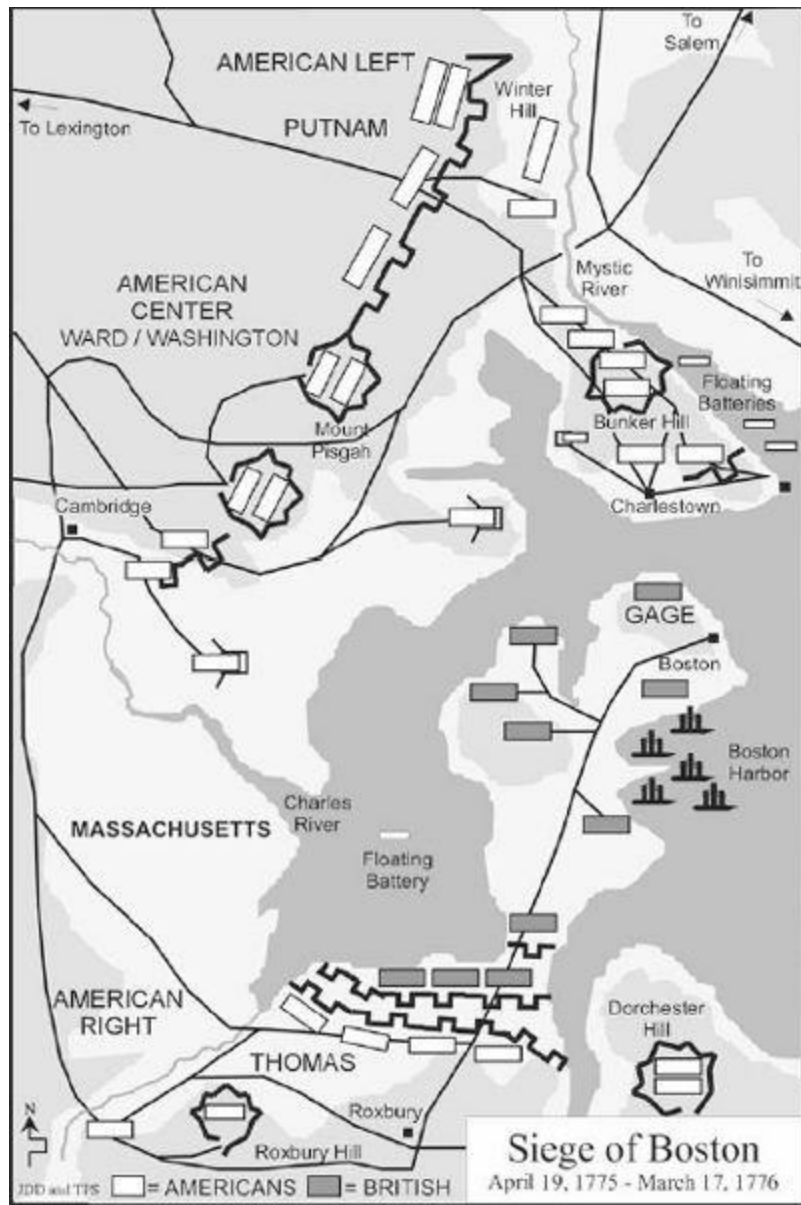 To
Salem
AMERICAN LEFT
Winter
Hill
To Lexington
PUTNAM
Mystic
River
To
Winisimmit
AMERICAN
CENTER
WARD / WASHINGTON
Floating
Batteries
Bunker Hill
Mount
Pisgah
Cambridge
Charlestown
GAGE
Boston
Boston
Harbor
Charles
River
MASSACHUSETTS
Floating
Battery
AMERICAN
RIGHT
Dorchester
Hill
THOMAS
Roxbury
Roxbury Hill
N
Siege of Boston
April 19, 1775 - March 17, 1776
JDD and TPS
= AMERICANS
= BRITISH